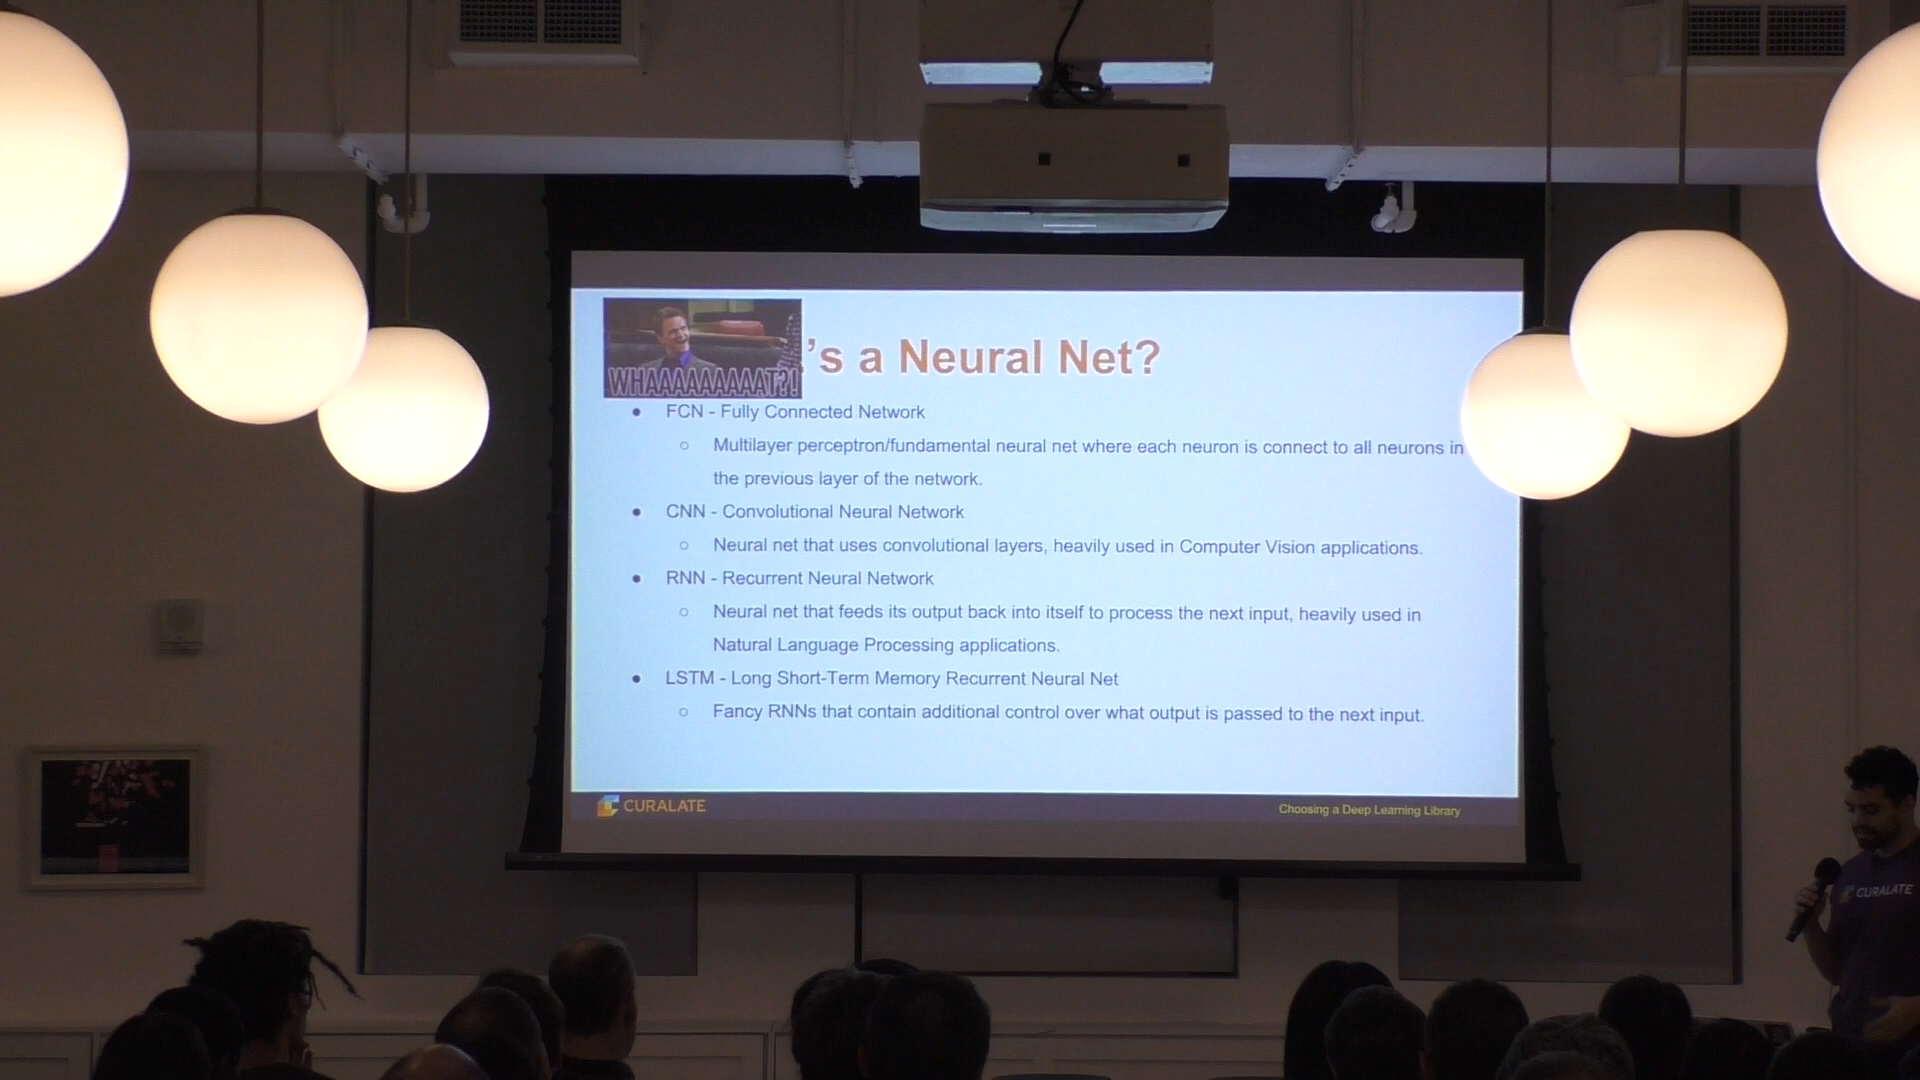 WHAAAAAAAAAT?!
's a Neural Net?
● FCN - Fully Connected Network
○ Multilayer perceptron/fundamental neural net where each neuron is connect to all neurons in
the previous layer of the network.
● CNN - Convolutional Neural Network
○ Neural net that uses convolutional layers, heavily used in Computer Vision applications.
● RNN - Recurrent Neural Network
○ Neural net that feeds its output back into itself to process the next input, heavily used in
Natural Language Processing applications.
● LSTM - Long Short-Term Memory Recurrent Neural Net
○ Fancy RNNs that contain additional control over what output is passed to the next input.
CURALATE
Choosing a Deep Learning Library
CURALATE